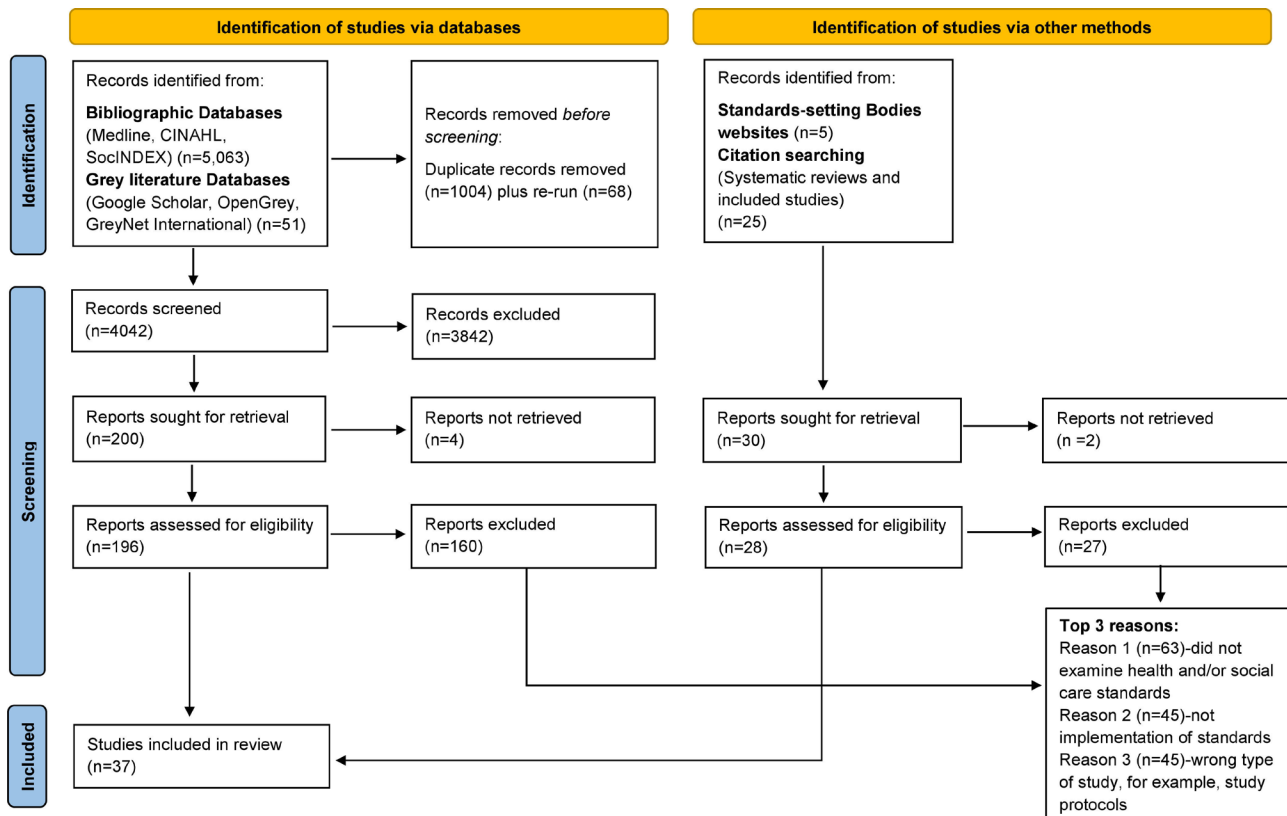 Identification of studies via databases
Identification of studies via other methods
Identification
Records identified from:
Bibliographic Databases
(Medline, CINAHL,
SocINDEX) (n=5,063)
Grey literature Databases
(Google Scholar, OpenGrey,
GreyNet International) (n=51)
Records removed before
screening:
Duplicate records removed
(n=1004) plus re-run (n=68)
Records identified from:
Standards-setting Bodies
websites (n=5)
Citation searching
(Systematic reviews and
included studies)
(n=25)
Screening
Records screened
(n=4042)
Records excluded
(n=3842)
Reports sought for retrieval
(n=200)
Reports not retrieved
(n=4)
Reports sought for retrieval
(n=30)
Reports not retrieved
(n =2)
Reports assessed for eligibility
(n=196)
Reports excluded
(n=160)
Reports assessed for eligibility
(n=28)
Reports excluded
(n=27)
Top 3 reasons:
Reason 1 (n=63)-did not
examine health and/or social
care standards
Reason 2 (n=45)-not
implementation of standards
Reason 3 (n=45)-wrong type
of study, for example, study
protocols
Included
Studies included in review
(n=37)